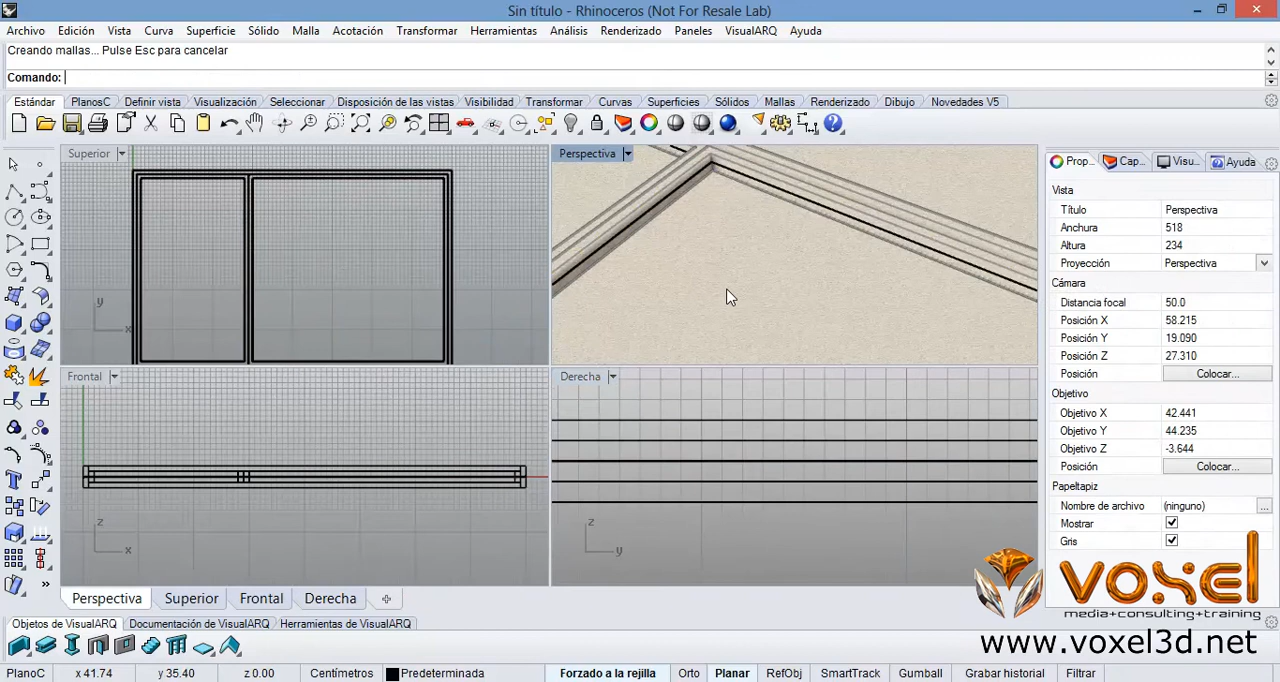 Sin título - Rhinoceros (Not For Resale Lab)
Archivo Edición Vista Curva Superficie Sólido Malla Acotación Transformar Herramientas Análisis Renderizado Paneles VisualARQ Ayuda
Creando mallas... Pulse Esc para cancelar
Comando:
Estándar PlanosC Definir vista Visualización Seleccionar Disposición de las vistas Visibilidad Transformar Curvas Superficies Sólidos Mallas Renderizado Dibujo Novedades V5
Superior
Perspectiva
y
x
Frontal
Derecha
z
x
z
y
Prop... Cap... Visu... Ayuda
Vista
Título Perspectiva
Anchura 518
Altura 234
Proyección Perspectiva
Cámara
Distancia focal 50.0
Posición X 58.215
Posición Y 19.090
Posición Z 27.310
Posición Colocar...
Objetivo
Objetivo X 42.441
Objetivo Y 44.235
Objetivo Z -3.644
Posición Colocar...
Papeltapiz
Nombre de archivo (ninguno) ...
Mostrar
Gris
voxel
media+consulting+training
www.voxel3d.net
Perspectiva Superior Frontal Derecha
Objetos de VisualARQ Documentación de VisualARQ Herramientas de VisualARQ
PlanoC x 41.74 y 35.40 z 0.00 Centímetros Predeterminada Forzado a la rejilla Orto Planar RefObj SmartTrack Gumball Grabar historial Filtrar